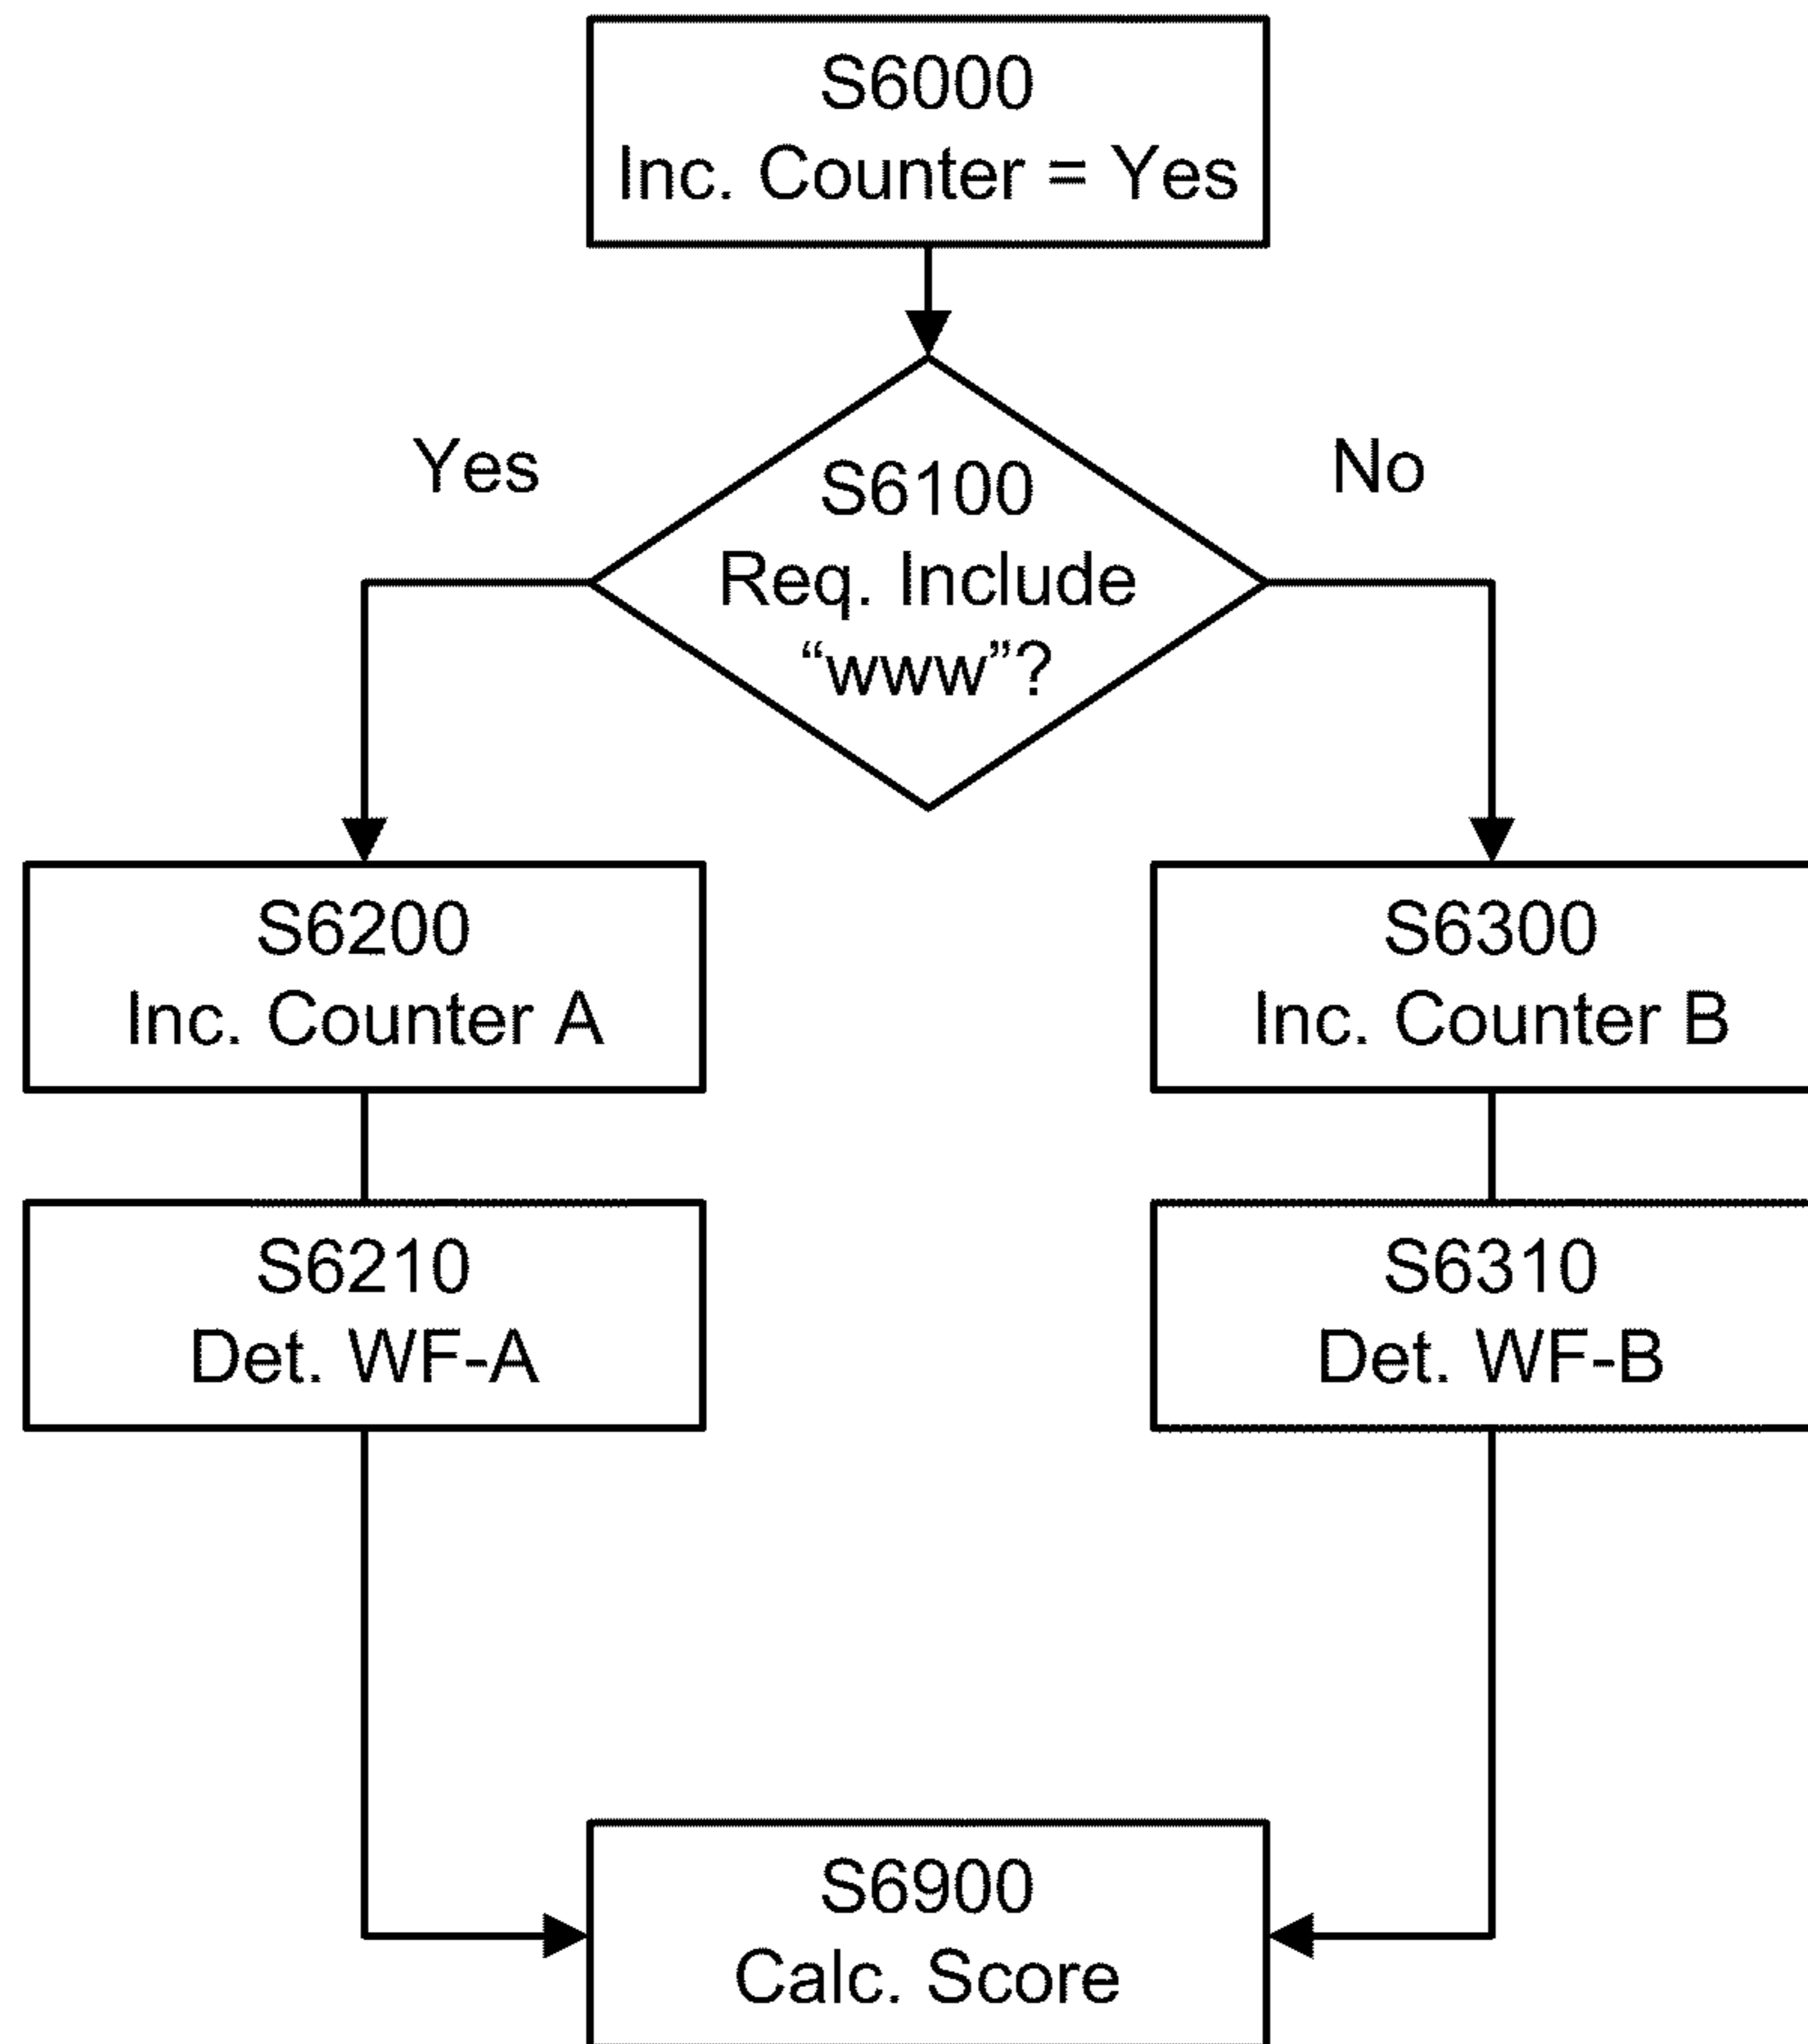 S6000
Inc. Counter = Yes
Yes
No
S6100
Req. Include
“www”?
S6200
Inc. Counter A
S6300
Inc. Counter B
S6210
Det. WF-A
S6310
Det. WF-B
S6900
Calc. Score